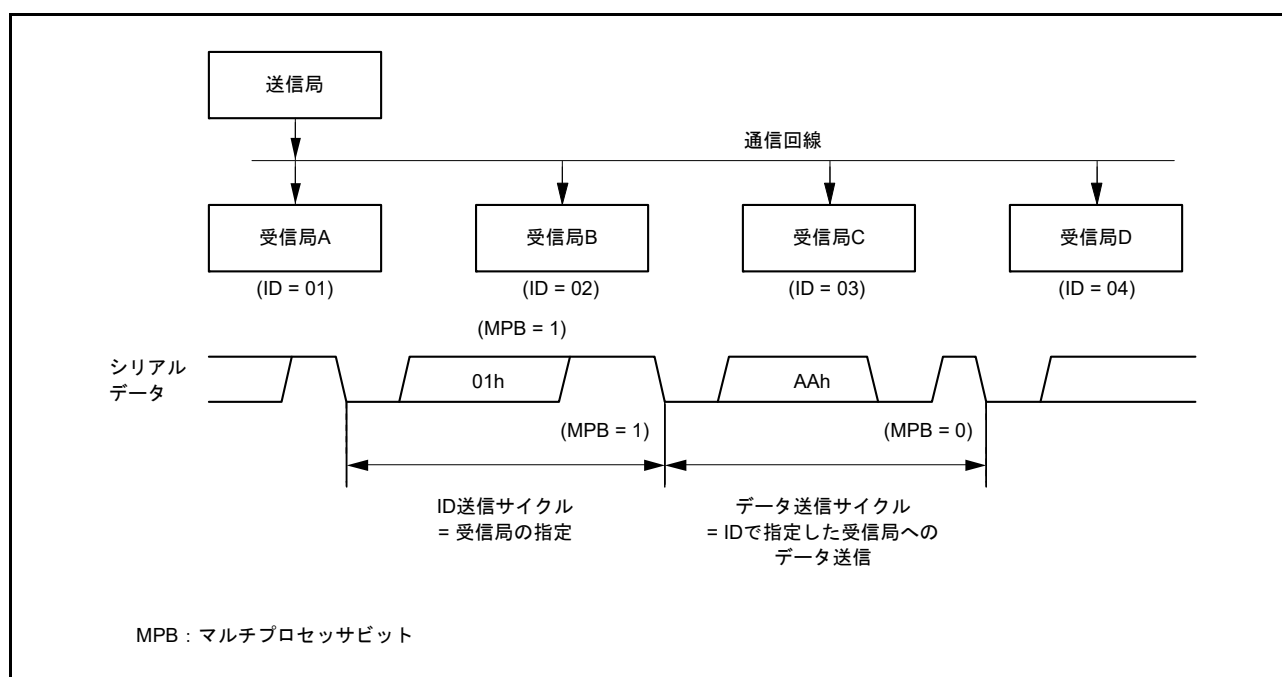 送信局
通信回線
受信局A
受信局B
受信局C
受信局D
(ID = 01)
(ID = 02)
(ID = 03)
(ID = 04)
(MPB = 1)
シリアル
データ
01h
AAh
(MPB = 1)
(MPB = 0)
ID送信サイクル
= 受信局の指定
データ送信サイクル
= IDで指定した受信局への
データ送信
MPB：マルチプロセッサビット